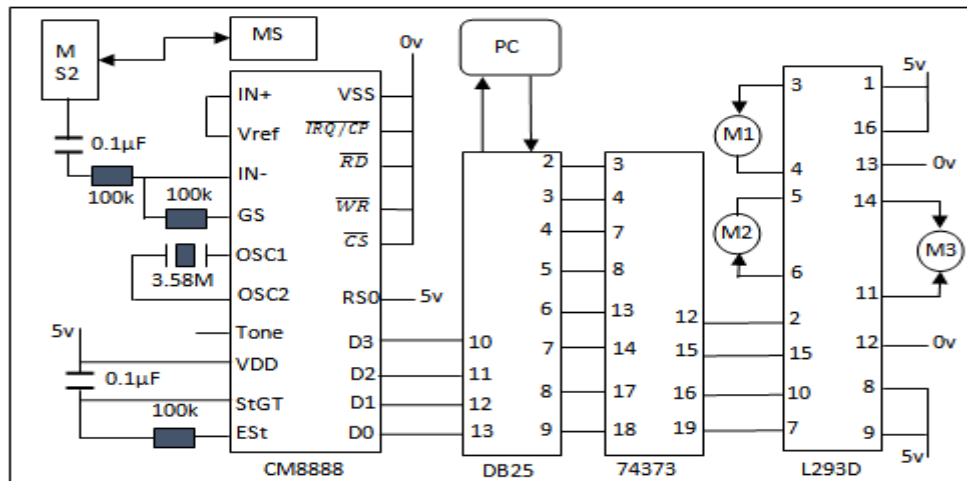 M
S2
MS
0v
PC
5v
0.1µF
100k
100k
3.58M
5v
0.1µF
100k
IN+
Vref
IN-
GS
OSC1
OSC2
Tone
VDD
StGT
ESt
VSS
IRQ/CP
RD
WR
CS
RS0
5v
D3
D2
D1
D0
CM8888
10
11
12
13
2
3
4
5
6
7
8
9
DB25
3
4
7
8
13
14
17
18
12
15
16
19
74373
M1
M2
3
4
5
6
2
15
10
7
1
16
13
0v
14
M3
11
12
0v
8
9
5v
L293D